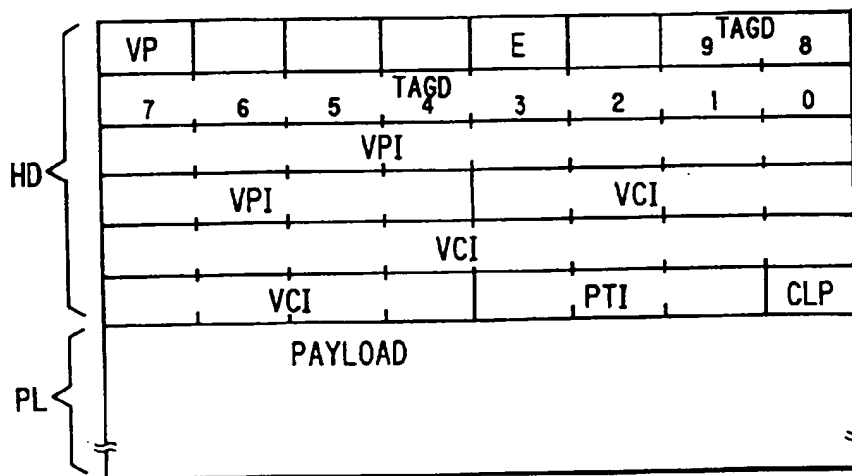 VP E TAGD 9 8
TAGD
7 6 5 4 3 2 1 0
VPI
HD
VPI VCI
VCI
VCI PTI CLP
PAYLOAD
PL